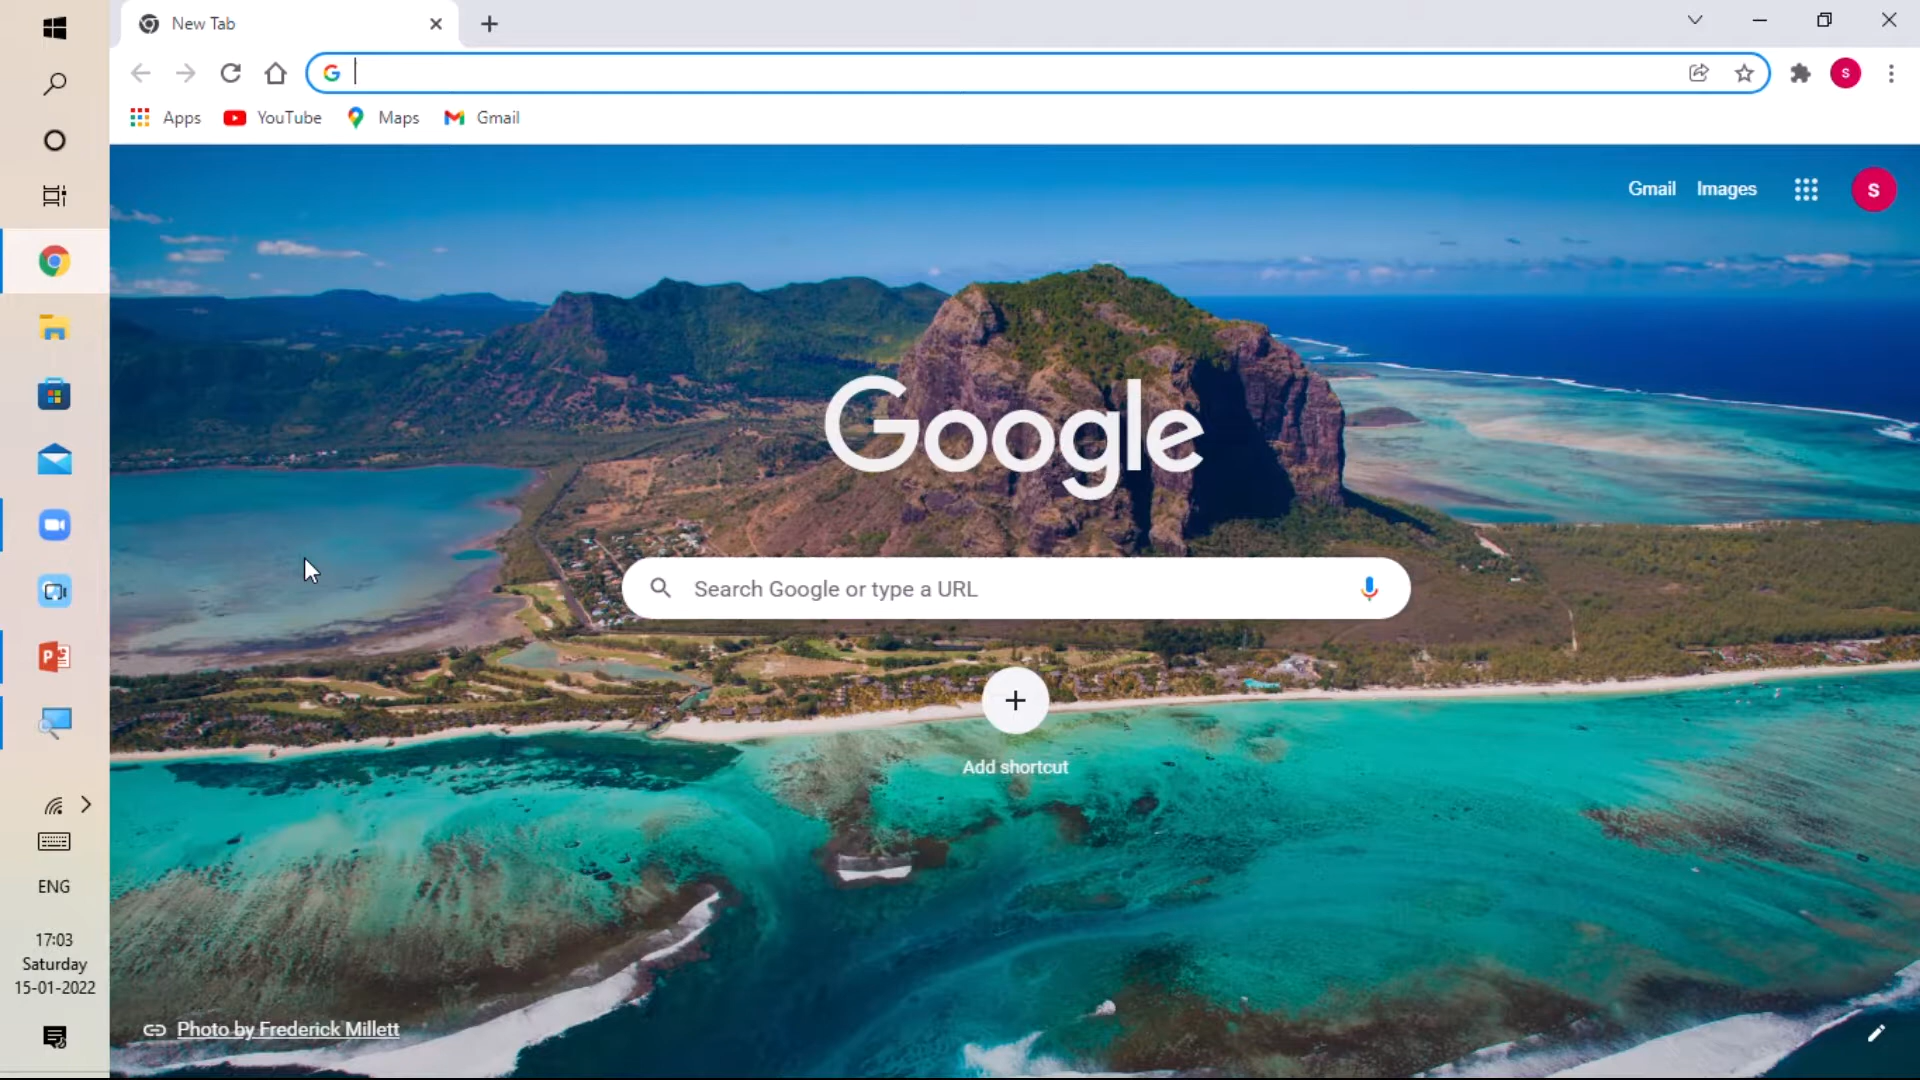 New Tab
Apps
YouTube
Maps
Gmail
Gmail
Images
S
S
Google
Search Google or type a URL
Add shortcut
ENG
17:03
Saturday
15-01-2022
Photo by Frederick Millett